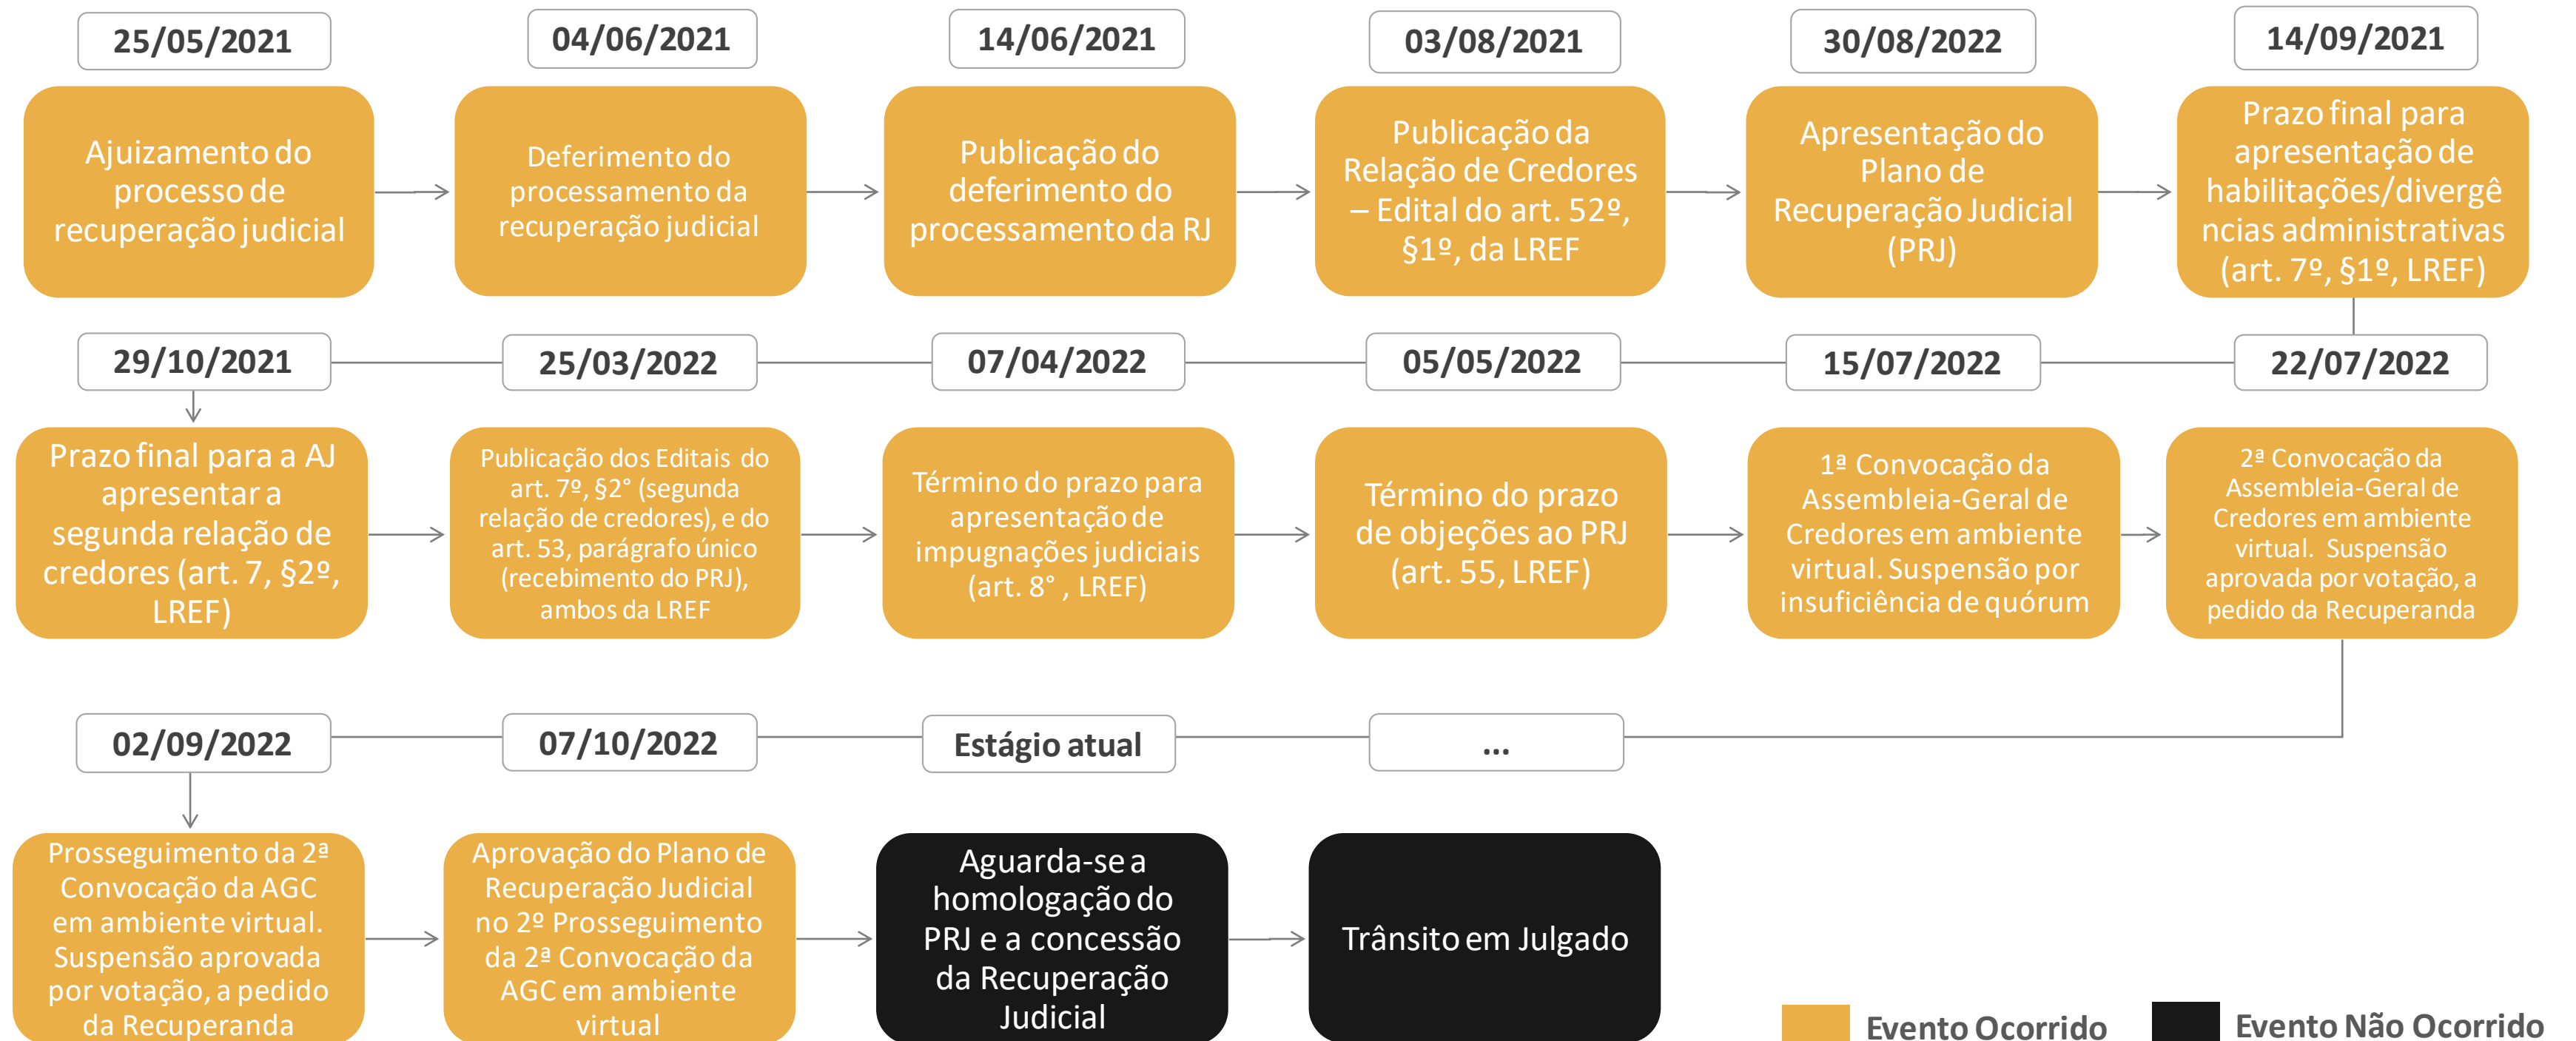 25/05/2021
04/06/2021
14/06/2021
03/08/2021
30/08/2022
14/09/2021
Ajuizamento do
processo de
recuperação judicial
Deferimento do
processamento da
recuperação judicial
Publicação do
deferimento do
processamento da RJ
Publicação da
Relação de Credores
– Edital do art. 52º,
§1º, da LREF
Apresentação do
Plano de
Recuperação Judicial
(PRJ)
Prazo final para
apresentação de
habilitações/divergê
ncias administrativas
(art. 7º, §1º, LREF)
29/10/2021
25/03/2022
07/04/2022
05/05/2022
15/07/2022
22/07/2022
Prazo final para a AJ
apresentar a
segunda relação de
credores (art. 7, §2º,
LREF)
Publicação dos Editais do
art. 7º, §2° (segunda
relação de credores), e do
art. 53, parágrafo único
(recebimento do PRJ),
ambos da LREF
Término do prazo para
apresentação de
impugnações judiciais
(art. 8° , LREF)
Término do prazo
de objeções ao PRJ
(art. 55, LREF)
1ª Convocação da
Assembleia-Geral de
Credores em ambiente
virtual. Suspensão por
insuficiência de quórum
2ª Convocação da
Assembleia-Geral de
Credores em ambiente
virtual. Suspensão
aprovada por votação, a
pedido da Recuperanda
02/09/2022
07/10/2022
Estágio atual
...
Prosseguimento da 2ª
Convocação da AGC
em ambiente virtual.
Suspensão aprovada
por votação, a pedido
da Recuperanda
Aprovação do Plano de
Recuperação Judicial
no 2º Prosseguimento
da 2ª Convocação da
AGC em ambiente
virtual
Aguarda-se a
homologação do
PRJ e a concessão
da Recuperação
Judicial
Trânsito em Julgado
Evento Ocorrido
Evento Não Ocorrido